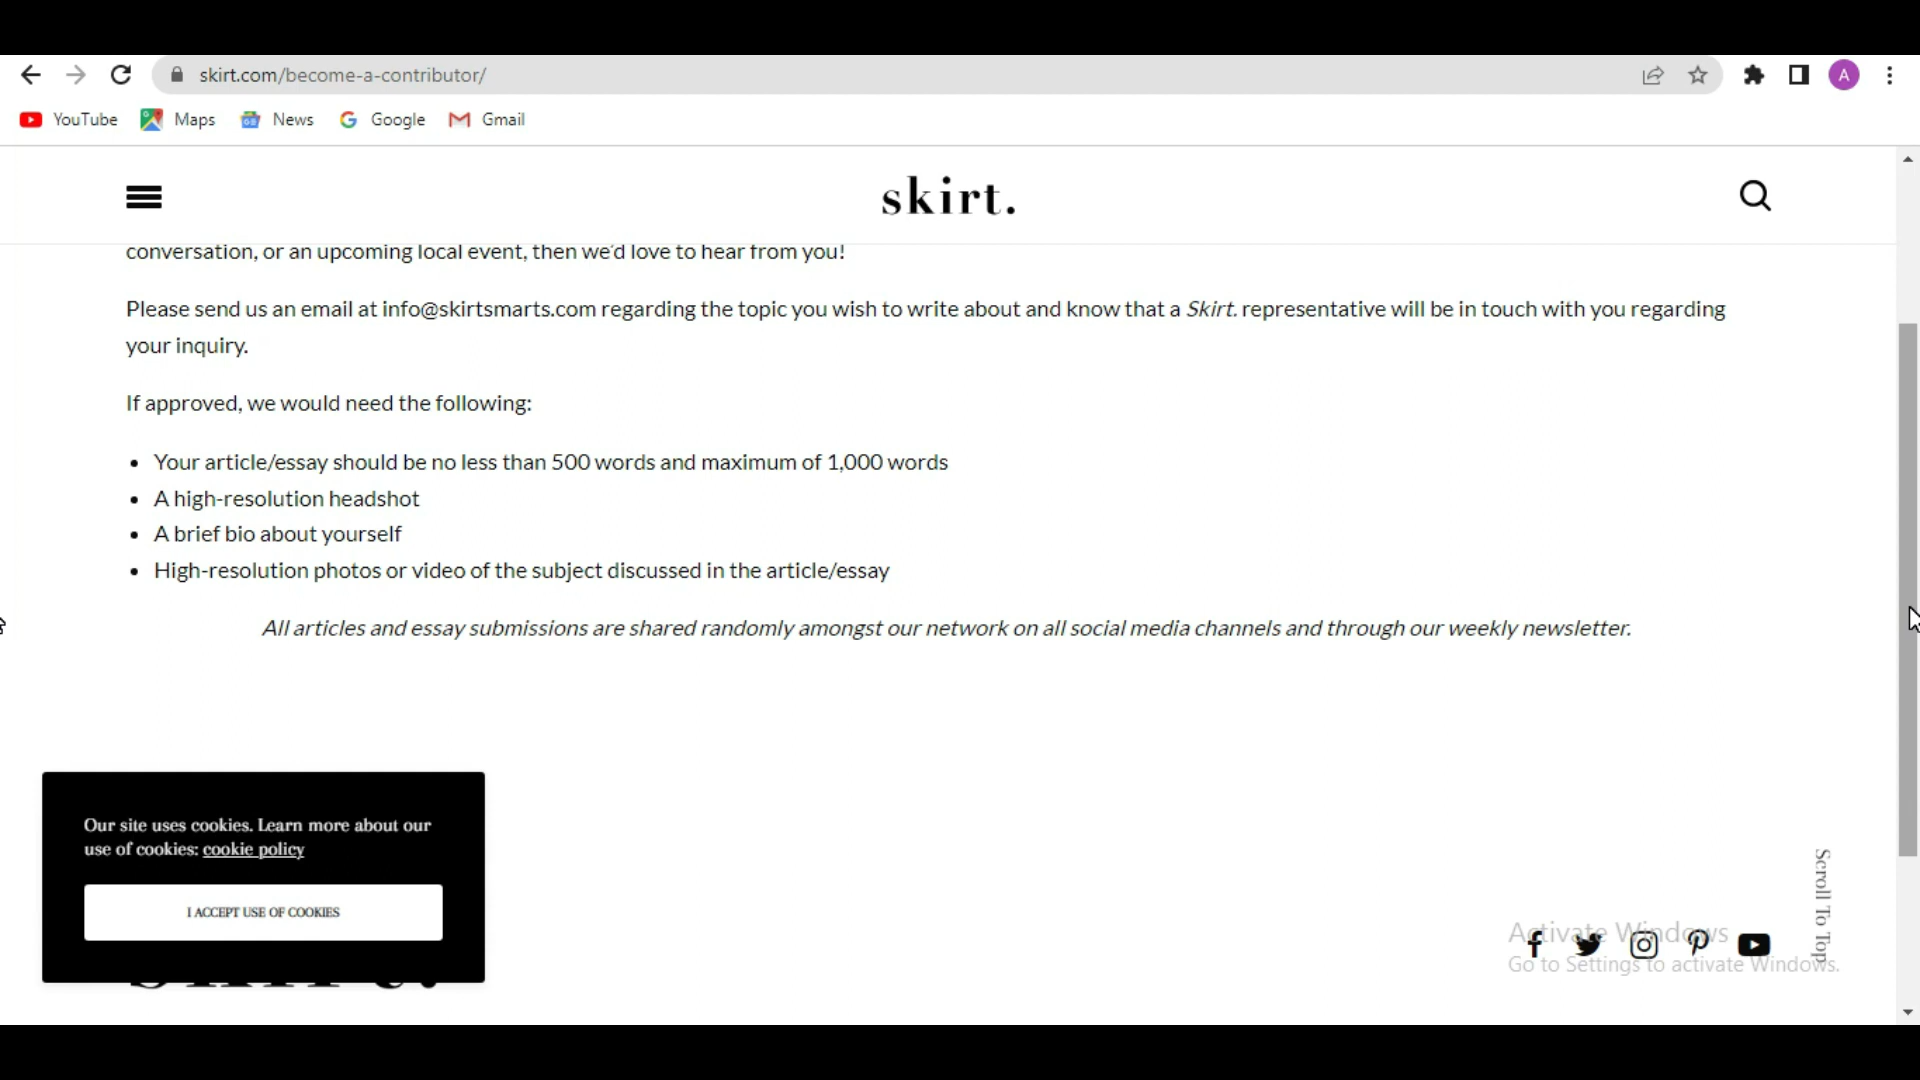 skirt.com/become-a-contributor/
A
YouTube Maps News Google Gmail
skirt.
conversation, or an upcoming local event, then we'd love to hear from you!
Please send us an email at info@skirtsmarts.com regarding the topic you wish to write about and know that a Skirt. representative will be in touch with you regarding
your inquiry.
If approved, we would need the following:
• Your article/essay should be no less than 500 words and maximum of 1,000 words
• A high-resolution headshot
• A brief bio about yourself
• High-resolution photos or video of the subject discussed in the article/essay
All articles and essay submissions are shared randomly amongst our network on all social media channels and through our weekly newsletter.
Our site uses cookies. Learn more about our
use of cookies: cookie policy
I ACCEPT USE OF COOKIES
Scroll To Top
Activate Windows
Go to Settings to activate Windows.